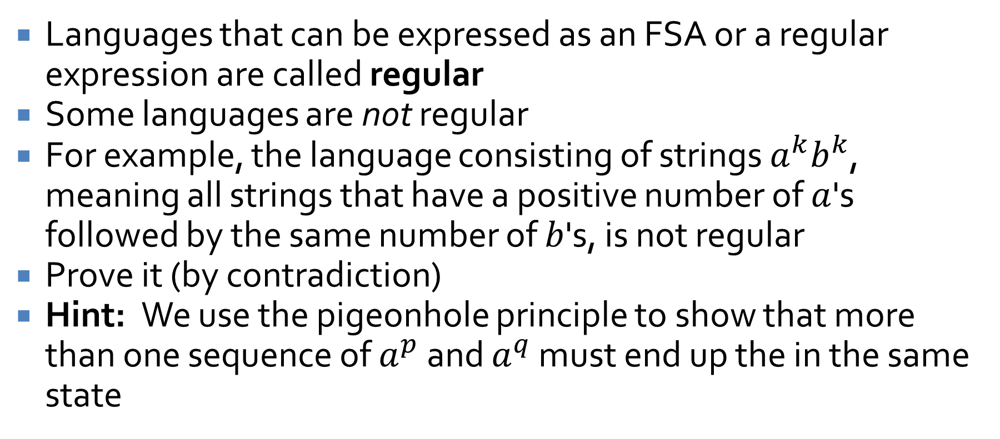 ▪ Languages that can be expressed as an FSA or a regular
expression are called regular
▪ Some languages are not regular
▪ For example, the language consisting of strings aᵏbᵏ,
meaning all strings that have a positive number of a's
followed by the same number of b's, is not regular
▪ Prove it (by contradiction)
▪ Hint: We use the pigeonhole principle to show that more
than one sequence of a^p and a^q must end up the in the same
state